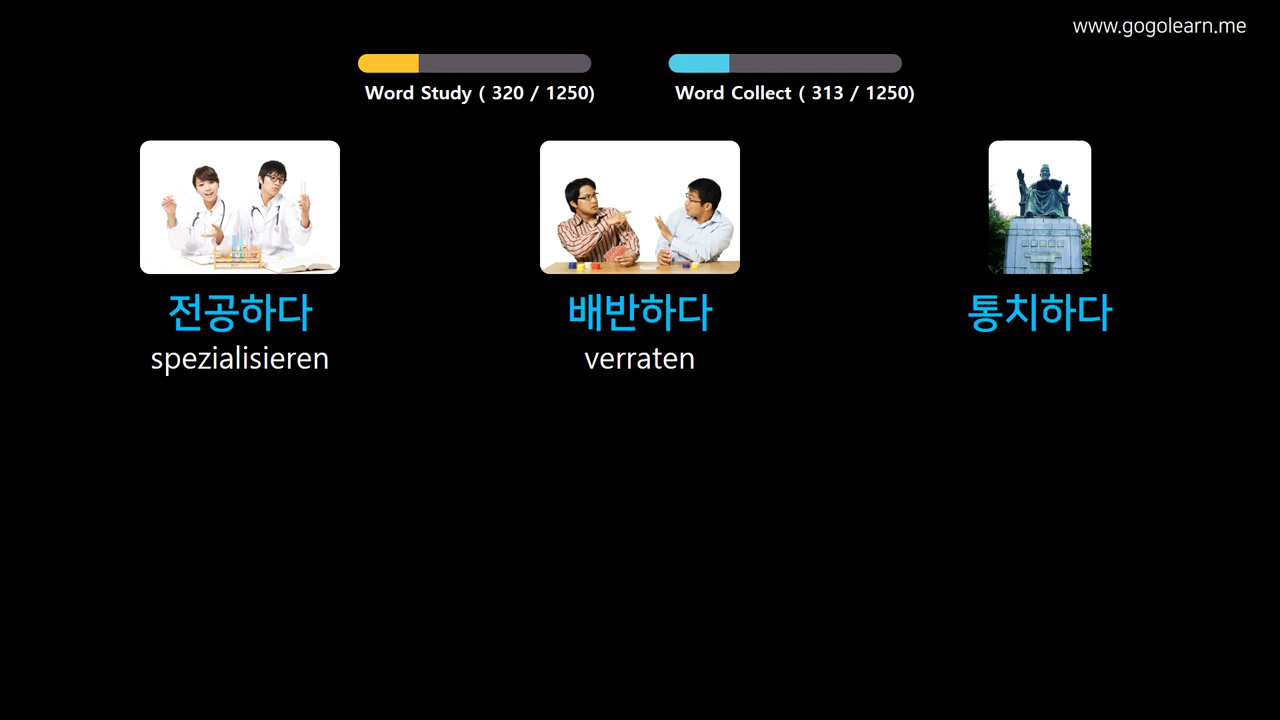 www.gogolearn.me
Word Study ( 320 / 1250)
Word Collect ( 313 / 1250)
전공하다
spezialisieren
배반하다
verraten
통치하다